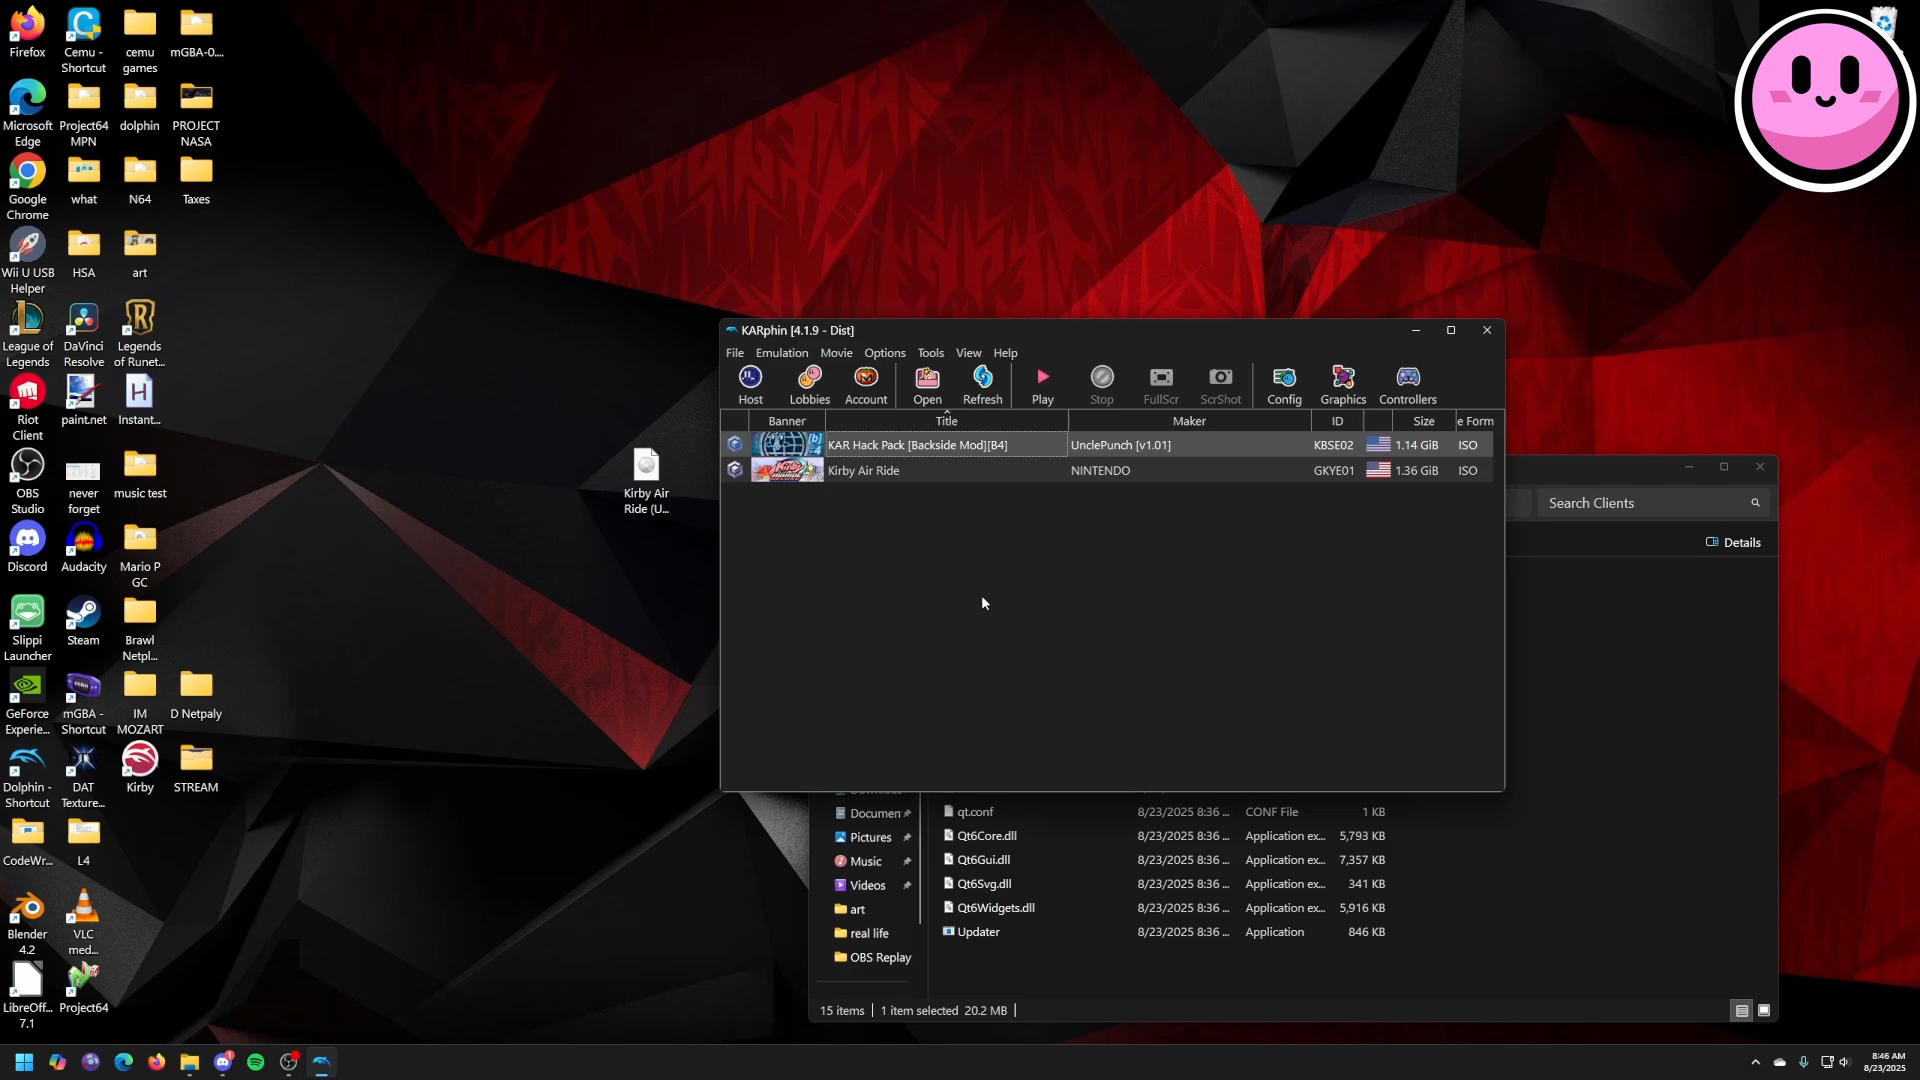 Firefox
Cemu -
Shortcut
cemu
games
mGBA-0....
Microsoft
Edge
Project64
MPN
dolphin
PROJECT
NASA
Google
Chrome
what
N64
Taxes
Wii U USB
Helper
HSA
art
League of
Legends
DaVinci
Resolve
Legends
of Runet...
Riot
Client
paint.net
Instant...
OBS
Studio
never
forget
music test
Discord
Audacity
Mario P
GC
Slippi
Launcher
Steam
Brawl
Netpl...
GeForce
Experie...
mGBA -
Shortcut
IM
MOZART
D Netpaly
Dolphin -
Shortcut
DAT
Texture...
Kirby
STREAM
CodeWr...
L4
Blender
4.2
VLC
med...
LibreOff...
7.1
Project64
Kirby Air
Ride (U...
KARphin [4.1.9 - Dist]
File Emulation Movie Options Tools View Help
Host Lobbies Account Open Refresh Play Stop FullScr ScrShot Config Graphics Controllers
Banner Title Maker ID Size e Form
KAR Hack Pack [Backside Mod][B4] UnclePunch [v1.01] KBSE02 1.14 GiB ISO
Kirby Air Ride NINTENDO GKYE01 1.36 GiB ISO
Search Clients
Details
Documen
Pictures
Music
Videos
art
real life
OBS Replay
qt.conf 8/23/2025 8:36 ... CONF File 1 KB
Qt6Core.dll 8/23/2025 8:36 ... Application ex... 5,793 KB
Qt6Gui.dll 8/23/2025 8:36 ... Application ex... 7,357 KB
Qt6Svg.dll 8/23/2025 8:36 ... Application ex... 341 KB
Qt6Widgets.dll 8/23/2025 8:36 ... Application ex... 5,916 KB
Updater 8/23/2025 8:36 ... Application 846 KB
15 items 1 item selected 20.2 MB
8:46 AM
8/23/2025